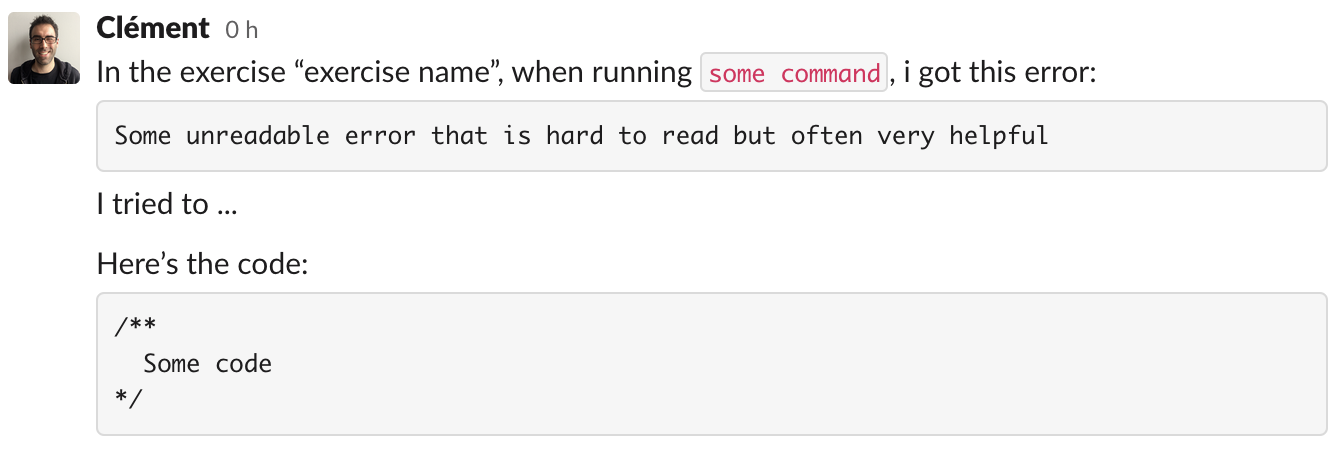 Clément 0 h
In the exercise “exercise name”, when running some command, i got this error:
Some unreadable error that is hard to read but often very helpful
I tried to ...
Here’s the code:
/**
  Some code
*/